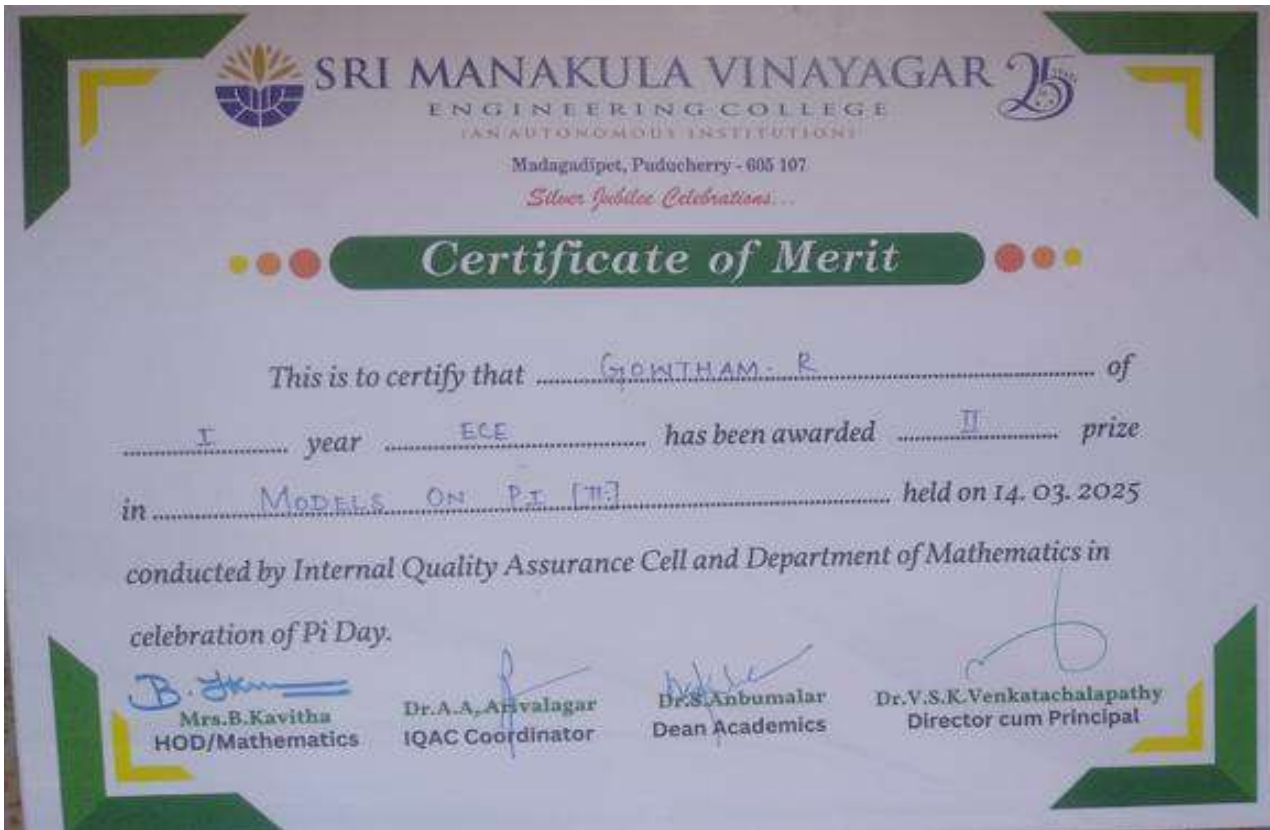 SRI MANAKULA VINAYAGAR 25
ENGINEERING COLLEGE
(AN AUTONOMOUS INSTITUTION)
Madagadipet, Puducherry - 605 107
Silver Jubilee Celebrations...
Certificate of Merit
This is to certify that GOWTHAM. R of
I year ECE has been awarded II prize
in MODELS ON PI [π] held on 14. 03. 2025
conducted by Internal Quality Assurance Cell and Department of Mathematics in
celebration of Pi Day.
Mrs.B.Kavitha Dr.A.A.Arivalagar Dr.S.Anbumalar Dr.V.S.K.Venkatachalapathy
HOD/Mathematics IQAC Coordinator Dean Academics Director cum Principal